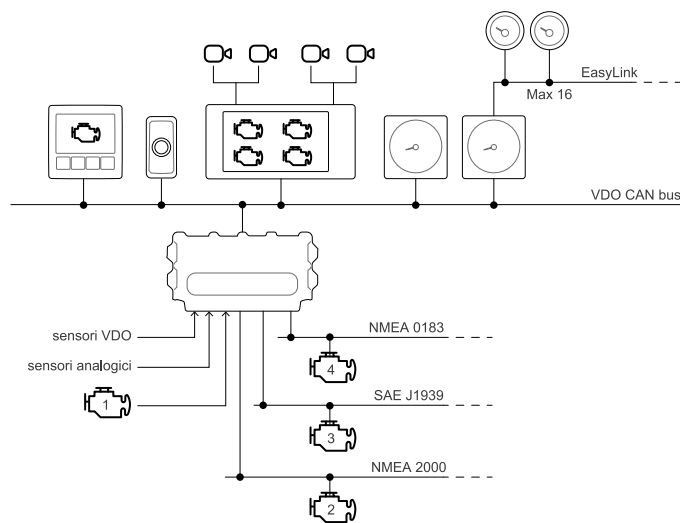 EasyLink
Max 16
VDO CAN bus
sensori VDO
NMEA 0183
sensori analogici
4
1
SAE J1939
3
NMEA 2000
2